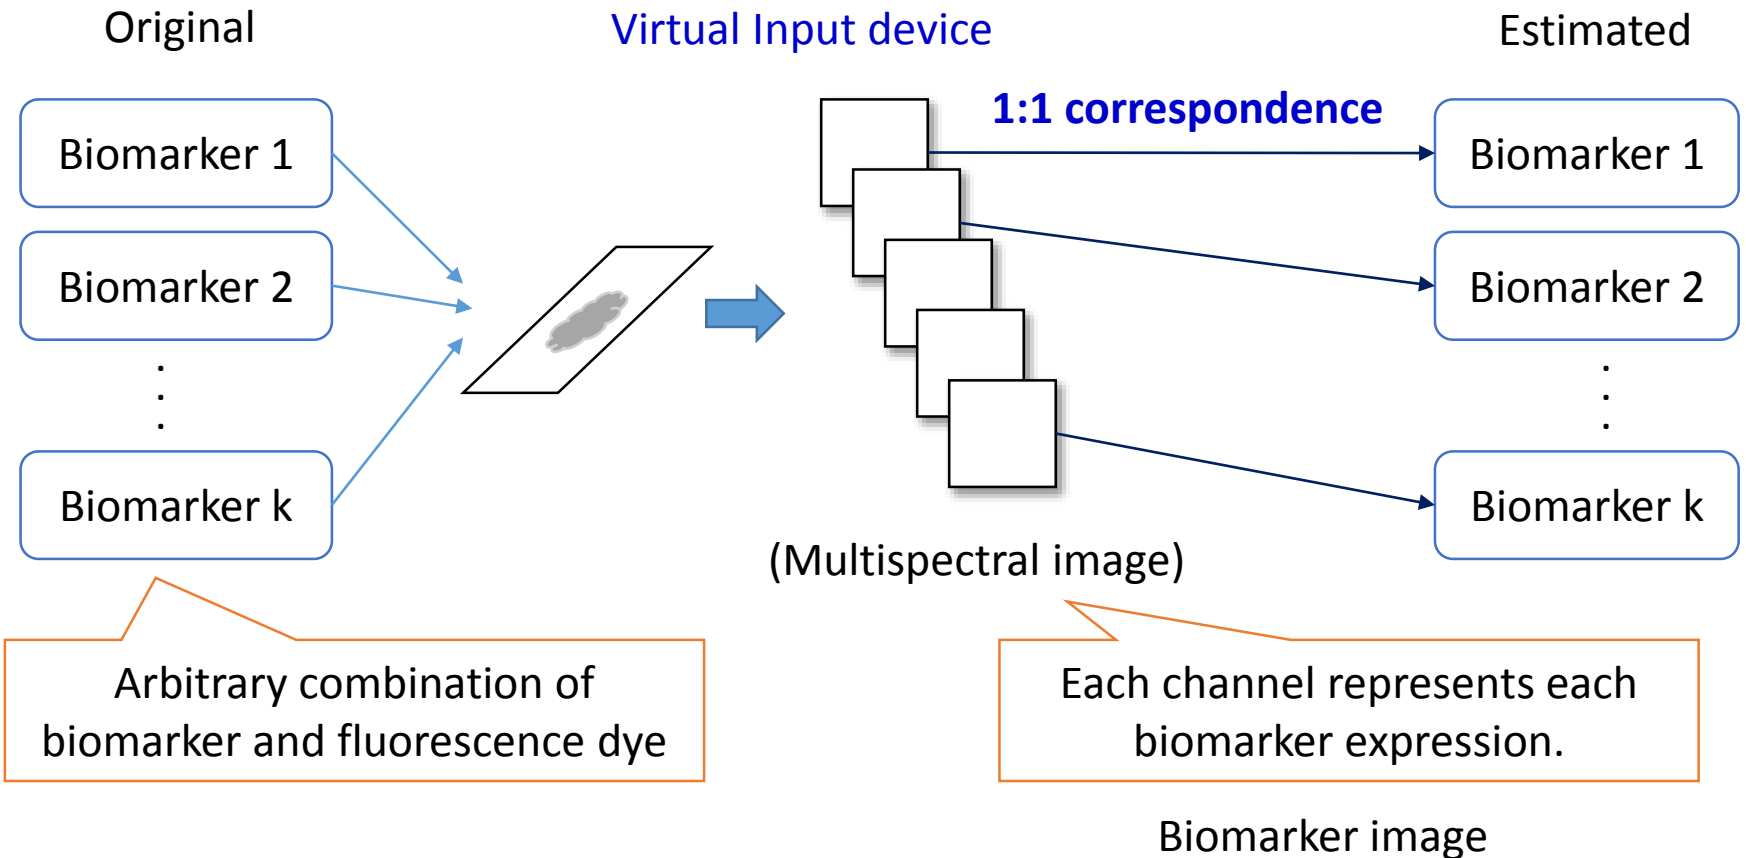 Original
Virtual Input device
Estimated
1:1 correspondence
Biomarker 1
Biomarker 1
Biomarker 2
Biomarker 2
.
.
.
.
.
.
Biomarker k
Biomarker k
(Multispectral image)
Arbitrary combination of
biomarker and fluorescence dye
Each channel represents each
biomarker expression.
Biomarker image